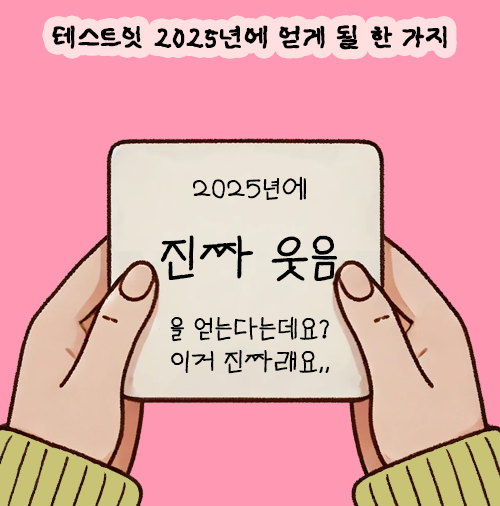 테스트잇 2025년에 얻게 될 한 가지
2025년에
진짜 웃음
을 얻는다는데요?
이거 진짜래요,,